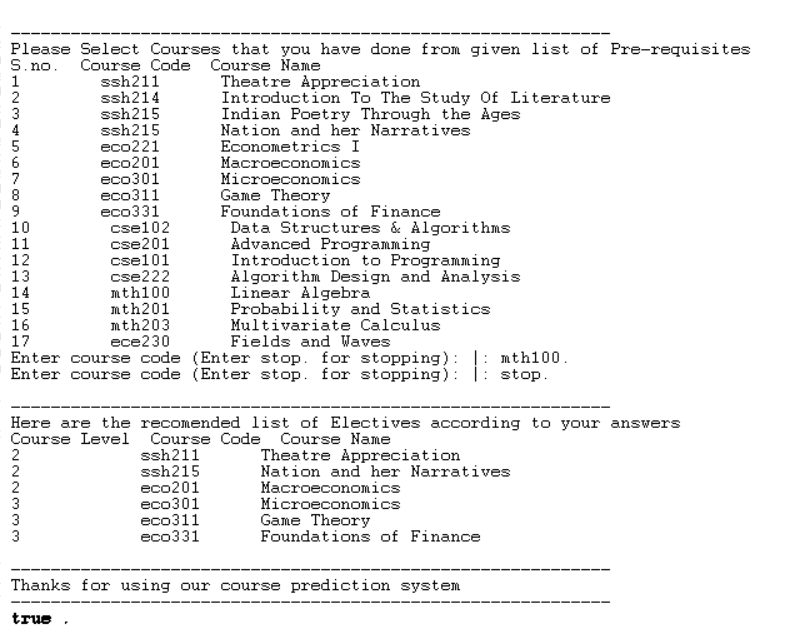 ------------------------------------------------------------
Please Select Courses that you have done from given list of Pre-requisites
S.no.  Course Code  Course Name
1        ssh211      Theatre Appreciation
2        ssh214      Introduction To The Study Of Literature
3        ssh215      Indian Poetry Through the Ages
4        ssh215      Nation and her Narratives
5        eco221      Econometrics I
6        eco201      Macroeconomics
7        eco301      Microeconomics
8        eco311      Game Theory
9        eco331      Foundations of Finance
10        cse102      Data Structures & Algorithms
11        cse201      Advanced Programming
12        cse101      Introduction to Programming
13        cse222      Algorithm Design and Analysis
14        mth100      Linear Algebra
15        mth201      Probability and Statistics
16        mth203      Multivariate Calculus
17        ece230      Fields and Waves
Enter course code (Enter stop. for stopping): |: mth100.
Enter course code (Enter stop. for stopping): |: stop.
------------------------------------------------------------
Here are the recomended list of Electives according to your answers
Course Level  Course Code  Course Name
2            ssh211      Theatre Appreciation
2            ssh215      Nation and her Narratives
2            eco201      Macroeconomics
3            eco301      Microeconomics
3            eco311      Game Theory
3            eco331      Foundations of Finance
------------------------------------------------------------
Thanks for using our course prediction system
------------------------------------------------------------
true .